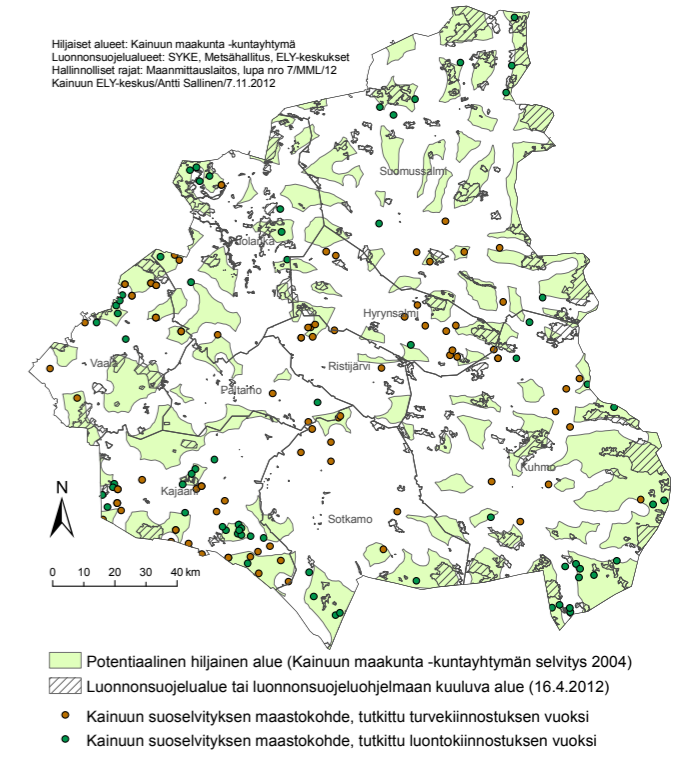 Hiljaiset alueet: Kainuun maakunta -kuntayhtymä
Luonnonsuojelualueet: SYKE, Metsähallitus, ELY-keskukset
Hallinnolliset rajat: Maanmittauslaitos, lupa nro 7/MML/12
Kainuun ELY-keskus/Antti Sallinen/7.11.2012
Suomussalmi
Puolanka
Hyrynsalmi
Vaala
Ristijärvi
Paltamo
Kuhmo
Kajaani
Sotkamo
N
0 10 20 30 40 km
Potentiaalinen hiljainen alue (Kainuun maakunta -kuntayhtymän selvitys 2004)
Luonnonsuojelualue tai luonnonsuojeluohjelmaan kuuluva alue (16.4.2012)
Kainuun suoselvityksen maastokohde, tutkittu turvekiinnostuksen vuoksi
Kainuun suoselvityksen maastokohde, tutkittu luontokiinnostuksen vuoksi